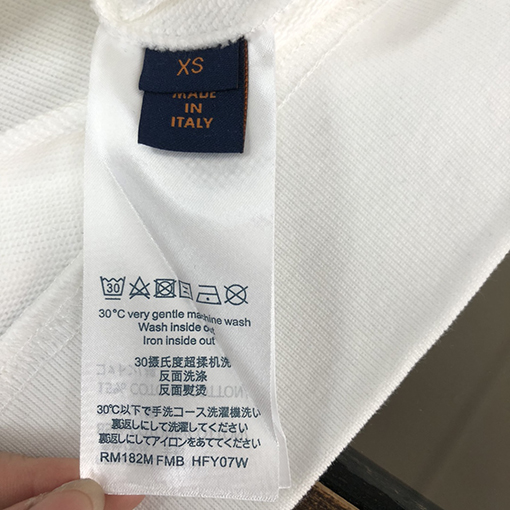 XS
MADE
IN
ITALY
30
30°C very gentle machine wash
Wash inside out
Iron inside out
30摄氏度超揉机洗
反面洗涤
反面熨烫
30℃以下で手洗コース洗濯機洗い
裏返しにして洗濯してください
裏返しにしてアイロンをあててください
RM182M FMB HFY07W